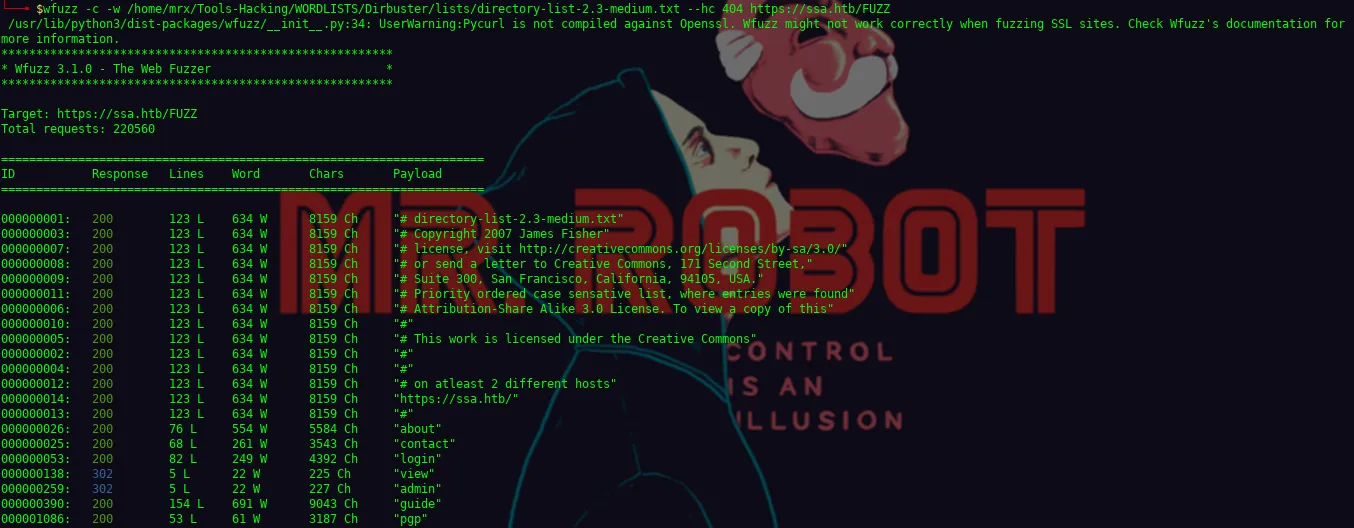 $wfuzz -c -w /home/mrx/Tools-Hacking/WORDLISTS/Dirbuster/lists/directory-list-2.3-medium.txt --hc 404 https://ssa.htb/FUZZ
/usr/lib/python3/dist-packages/wfuzz/__init__.py:34: UserWarning:Pycurl is not compiled against Openssl. Wfuzz might not work correctly when fuzzing SSL sites. Check Wfuzz's documentation for
more information.
********************************************************
* Wfuzz 3.1.0 - The Web Fuzzer                         *
********************************************************
Target: https://ssa.htb/FUZZ
Total requests: 220560
=====================================================================
ID           Response   Lines    Word       Chars       Payload
=====================================================================
000000001:   200        123 L    634 W      8159 Ch     "# directory-list-2.3-medium.txt"
000000003:   200        123 L    634 W      8159 Ch     "# Copyright 2007 James Fisher"
000000007:   200        123 L    634 W      8159 Ch     "# license, visit http://creativecommons.org/licenses/by-sa/3.0/"
000000008:   200        123 L    634 W      8159 Ch     "# or send a letter to Creative Commons, 171 Second Street,"
000000009:   200        123 L    634 W      8159 Ch     "# Suite 300, San Francisco, California, 94105, USA."
000000011:   200        123 L    634 W      8159 Ch     "# Priority ordered case sensative list, where entries were found"
000000006:   200        123 L    634 W      8159 Ch     "# Attribution-Share Alike 3.0 License. To view a copy of this"
000000010:   200        123 L    634 W      8159 Ch     "#"
000000005:   200        123 L    634 W      8159 Ch     "# This work is licensed under the Creative Commons"
000000002:   200        123 L    634 W      8159 Ch     "#"
000000004:   200        123 L    634 W      8159 Ch     "#"
000000012:   200        123 L    634 W      8159 Ch     "# on atleast 2 different hosts"
000000014:   200        123 L    634 W      8159 Ch     "https://ssa.htb/"
000000013:   200        123 L    634 W      8159 Ch     "#"
000000026:   200        76 L     554 W      5584 Ch     "about"
000000025:   200        68 L     261 W      3543 Ch     "contact"
000000053:   200        82 L     249 W      4392 Ch     "login"
000000138:   302        5 L      22 W       225 Ch      "view"
000000259:   302        5 L      22 W       227 Ch      "admin"
000000390:   200        154 L    691 W      9043 Ch     "guide"
000001086:   200        53 L     61 W       3187 Ch     "pgp"
MR. ROBOT
CONTROL
IS AN
ILLUSION